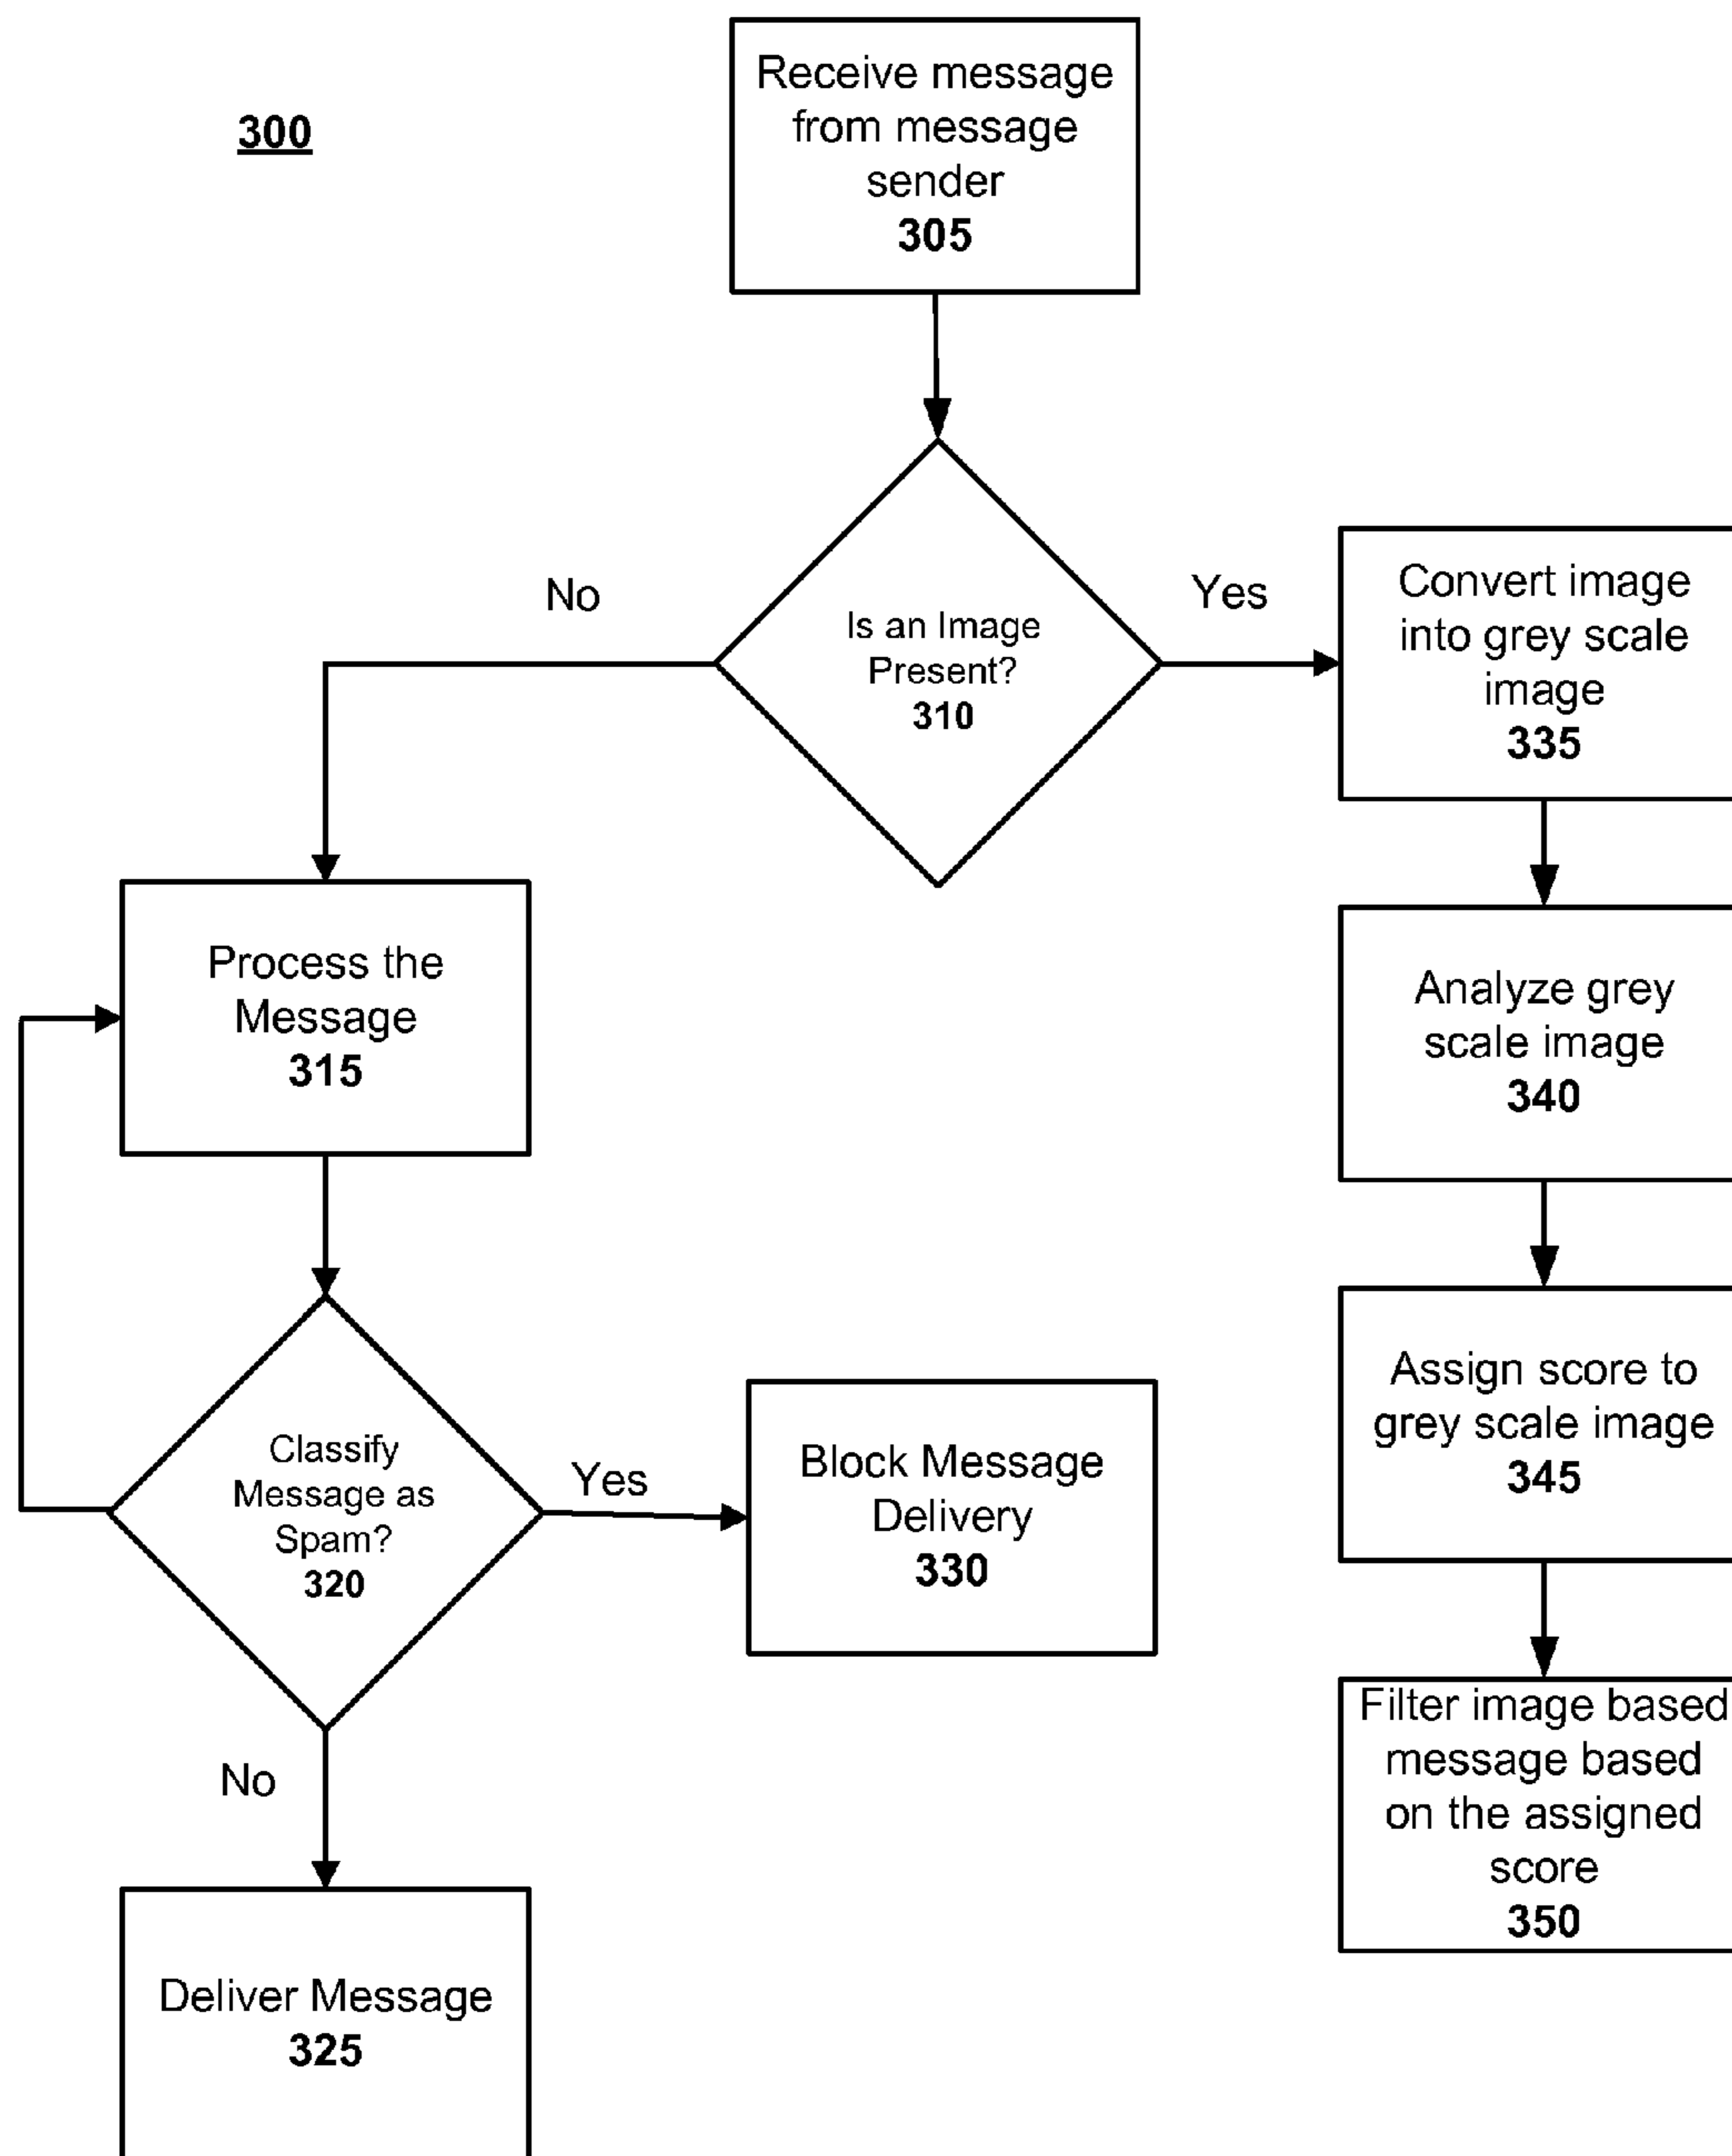 300
Receive message
from message
sender
305
Is an Image
Present?
310
No
Yes
Convert image
into grey scale
image
335
Process the
Message
315
Analyze grey
scale image
340
Classify
Message as
Spam?
320
Yes
Block Message
Delivery
330
Assign score to
grey scale image
345
No
Deliver Message
325
Filter image based
message based
on the assigned
score
350